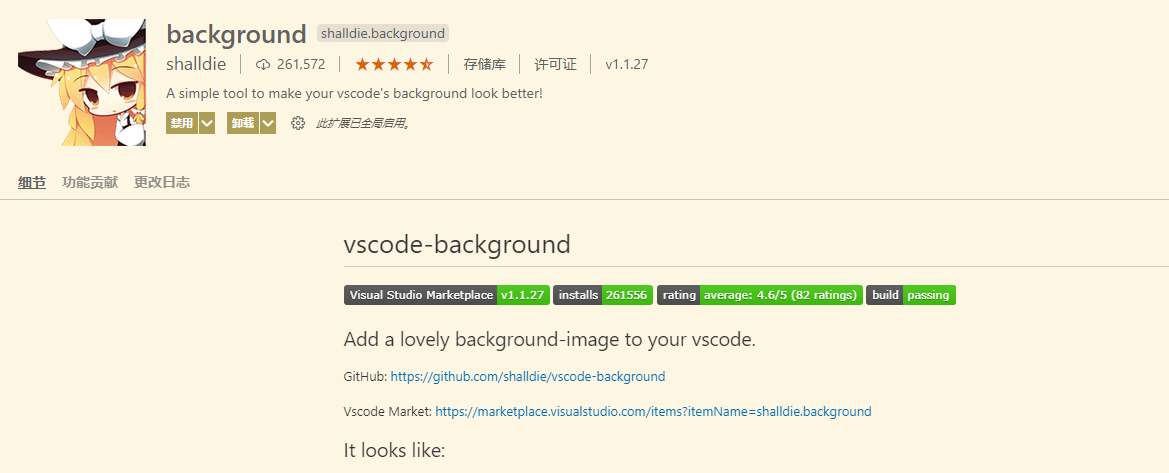 background shalldie.background
shalldie 261,572 存储库 许可证 v1.1.27
A simple tool to make your vscode's background look better!
禁用 卸载 此扩展已全局启用。
细节 功能贡献 更改日志
vscode-background
Visual Studio Marketplace v1.1.27 installs 261556 rating average: 4.6/5 (82 ratings) build passing
Add a lovely background-image to your vscode.
GitHub: https://github.com/shalldie/vscode-background
Vscode Market: https://marketplace.visualstudio.com/items?itemName=shalldie.background
It looks like: